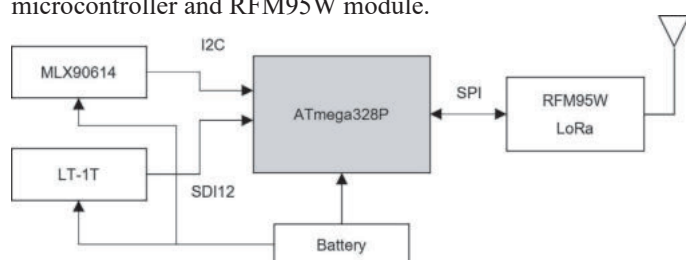 microcontroller and RFM95W module.
I2C
MLX90614
ATmega328P
SPI
RFM95W
LoRa
LT-1T
SDI12
Battery